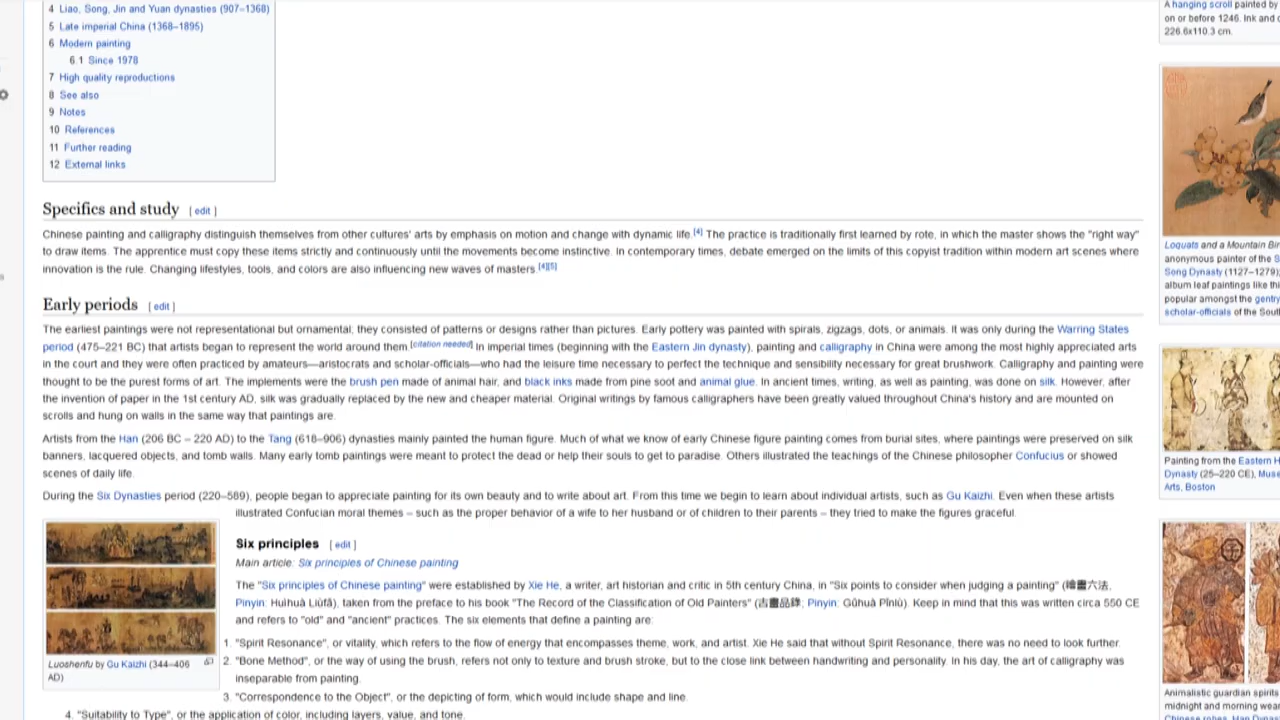 4 Liao, Song, Jin and Yuan dynasties (907–1368)
5 Late imperial China (1368–1895)
6 Modern painting
6.1 Since 1978
7 High quality reproductions
8 See also
9 Notes
10 References
11 Further reading
12 External links
Specifics and study [ edit ]
Chinese painting and calligraphy distinguish themselves from other cultures' arts by emphasis on motion and change with dynamic life.[4] The practice is traditionally first learned by rote, in which the master shows the "right way"
to draw items. The apprentice must copy these items strictly and continuously until the movements become instinctive. In contemporary times, debate emerged on the limits of this copyist tradition within modern art scenes where
innovation is the rule. Changing lifestyles, tools, and colors are also influencing new waves of masters.[4][5]
Early periods [ edit ]
The earliest paintings were not representational but ornamental; they consisted of patterns or designs rather than pictures. Early pottery was painted with spirals, zigzags, dots, or animals. It was only during the Warring States
period (475–221 BC) that artists began to represent the world around them.[citation needed] In imperial times (beginning with the Eastern Jin dynasty), painting and calligraphy in China were among the most highly appreciated arts
in the court and they were often practiced by amateurs—aristocrats and scholar-officials—who had the leisure time necessary to perfect the technique and sensibility necessary for great brushwork. Calligraphy and painting were
thought to be the purest forms of art. The implements were the brush pen made of animal hair, and black inks made from pine soot and animal glue. In ancient times, writing, as well as painting, was done on silk. However, after
the invention of paper in the 1st century AD, silk was gradually replaced by the new and cheaper material. Original writings by famous calligraphers have been greatly valued throughout China's history and are mounted on
scrolls and hung on walls in the same way that paintings are.
Artists from the Han (206 BC – 220 AD) to the Tang (618–906) dynasties mainly painted the human figure. Much of what we know of early Chinese figure painting comes from burial sites, where paintings were preserved on silk
banners, lacquered objects, and tomb walls. Many early tomb paintings were meant to protect the dead or help their souls to get to paradise. Others illustrated the teachings of the Chinese philosopher Confucius or showed
scenes of daily life.
During the Six Dynasties period (220–589), people began to appreciate painting for its own beauty and to write about art. From this time we begin to learn about individual artists, such as Gu Kaizhi. Even when these artists
illustrated Confucian moral themes – such as the proper behavior of a wife to her husband or of children to their parents – they tried to make the figures graceful.
Six principles [ edit ]
Main article: Six principles of Chinese painting
The "Six principles of Chinese painting" were established by Xie He, a writer, art historian and critic in 5th century China, in "Six points to consider when judging a painting" (繪畫六法,
Pinyin: Huìhuà Liùfǎ), taken from the preface to his book "The Record of the Classification of Old Painters" (古畫品錄; Pinyin: Gǔhuà Pǐnlù). Keep in mind that this was written circa 550 CE
and refers to "old" and "ancient" practices. The six elements that define a painting are:
1. "Spirit Resonance", or vitality, which refers to the flow of energy that encompasses theme, work, and artist. Xie He said that without Spirit Resonance, there was no need to look further.
2. "Bone Method", or the way of using the brush, refers not only to texture and brush stroke, but to the close link between handwriting and personality. In his day, the art of calligraphy was
inseparable from painting.
3. "Correspondence to the Object", or the depicting of form, which would include shape and line.
4. "Suitability to Type", or the application of color, including layers, value, and tone.
Luoshenfu by Gu Kaizhi (344–406
AD)
A hanging scroll painted by
on or before 1246. Ink and
226.6x110.3 cm.
Loquats and a Mountain Bir
anonymous painter of the S
Song Dynasty (1127–1279);
album leaf paintings like thi
popular amongst the gentry
scholar-officials of the Sout
Painting from the Eastern H
Dynasty (25–220 CE), Muse
Arts, Boston
Animalistic guardian spirits
midnight and morning wear
Chinese robes, Han Dynas